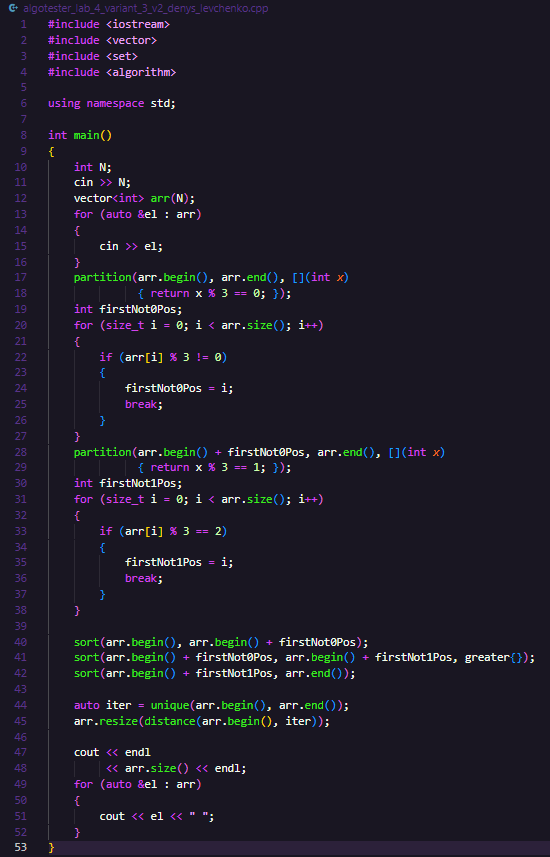 algotester_lab_4_variant_3_v2_denys_levchenko.cpp
1 #include <iostream>
2 #include <vector>
3 #include <set>
4 #include <algorithm>
5
6 using namespace std;
7
8 int main()
9 {
10     int N;
11     cin >> N;
12     vector<int> arr(N);
13     for (auto &el : arr)
14     {
15         cin >> el;
16     }
17     partition(arr.begin(), arr.end(), [](int x)
18               { return x % 3 == 0; });
19     int firstNot0Pos;
20     for (size_t i = 0; i < arr.size(); i++)
21     {
22         if (arr[i] % 3 != 0)
23         {
24             firstNot0Pos = i;
25             break;
26         }
27     }
28     partition(arr.begin() + firstNot0Pos, arr.end(), [](int x)
29               { return x % 3 == 1; });
30     int firstNot1Pos;
31     for (size_t i = 0; i < arr.size(); i++)
32     {
33         if (arr[i] % 3 == 2)
34         {
35             firstNot1Pos = i;
36             break;
37         }
38     }
39
40     sort(arr.begin(), arr.begin() + firstNot0Pos);
41     sort(arr.begin() + firstNot0Pos, arr.begin() + firstNot1Pos, greater{});
42     sort(arr.begin() + firstNot1Pos, arr.end());
43
44     auto iter = unique(arr.begin(), arr.end());
45     arr.resize(distance(arr.begin(), iter));
46
47     cout << endl
48          << arr.size() << endl;
49     for (auto &el : arr)
50     {
51         cout << el << " ";
52     }
53 }